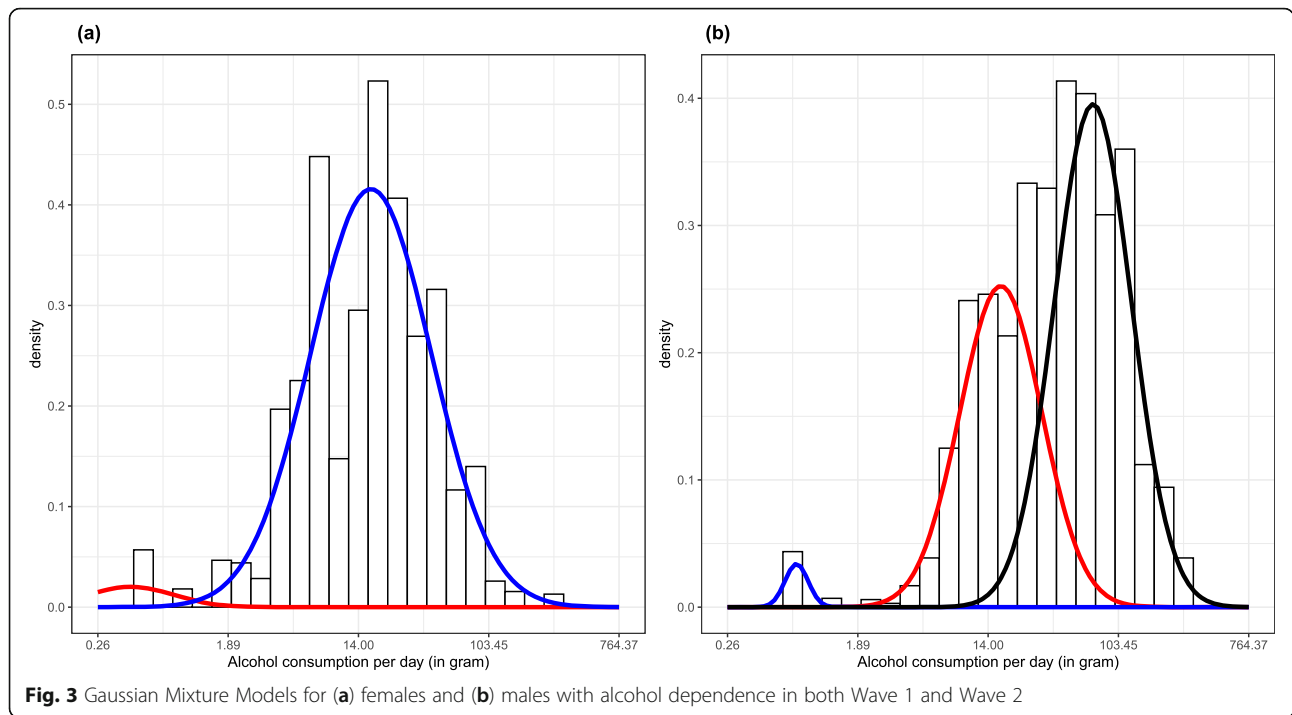 (a)
0.5
0.4
0.3
0.2
0.1
0.0
density
0.26 1.89 14.00 103.45 764.37
Alcohol consumption per day (in gram)
(b)
0.4
0.3
0.2
0.1
0.0
density
0.26 1.89 14.00 103.45 764.37
Alcohol consumption per day (in gram)
Fig. 3 Gaussian Mixture Models for (a) females and (b) males with alcohol dependence in both Wave 1 and Wave 2